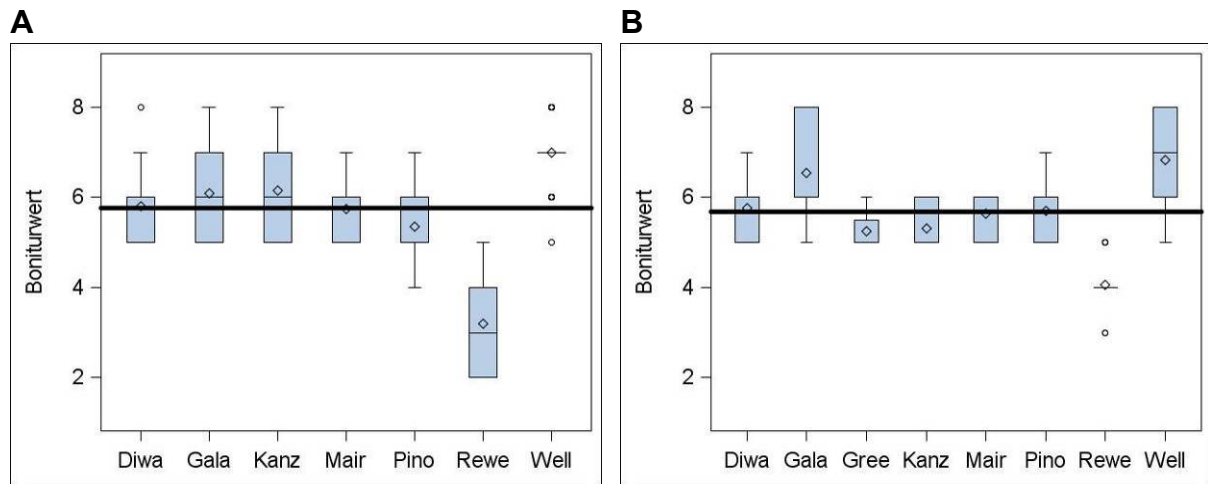 A
Boniturwert
8
6
4
2
Diwa Gala Kanz Mair Pino Rewe Well
B
Boniturwert
8
6
4
2
Diwa Gala Gree Kanz Mair Pino Rewe Well